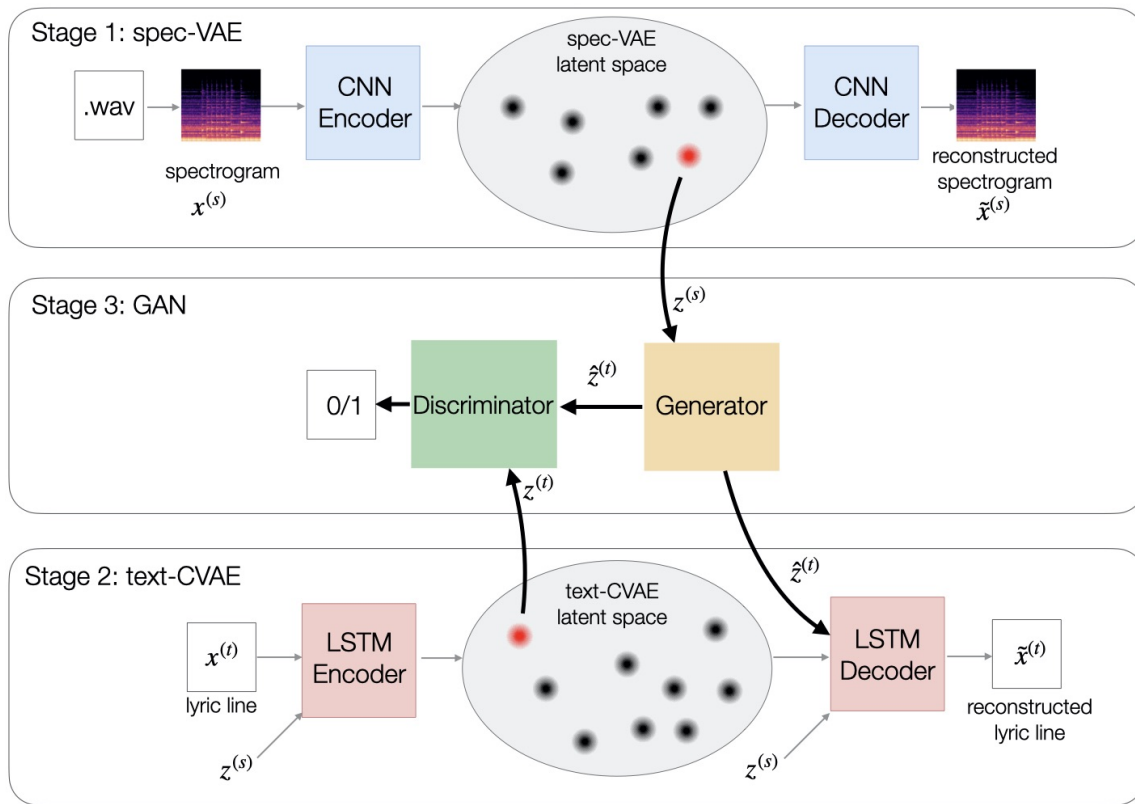 Stage 1: spec-VAE
.wav
spectrogram
x^(s)
CNN
Encoder
spec-VAE
latent space
CNN
Decoder
reconstructed
spectrogram
x̃^(s)
z^(s)
Stage 3: GAN
0/1
Discriminator
ẑ^(t)
Generator
z^(t)
ẑ^(t)
Stage 2: text-CVAE
x^(t)
lyric line
z^(s)
LSTM
Encoder
text-CVAE
latent space
z^(s)
LSTM
Decoder
x̃^(t)
reconstructed
lyric line